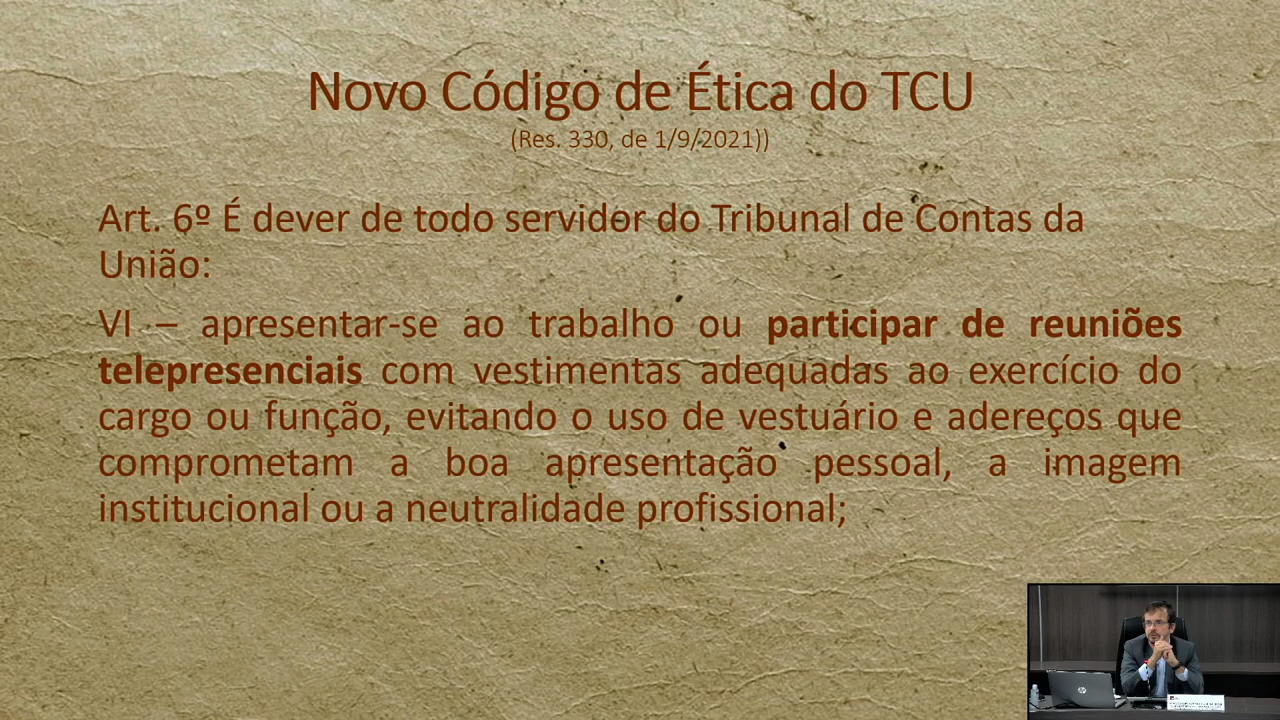 Novo Código de Ética do TCU
(Res. 330, de 1/9/2021))
Art. 6º É dever de todo servidor do Tribunal de Contas da
União:
VI – apresentar-se ao trabalho ou participar de reuniões
telepresenciais com vestimentas adequadas ao exercício do
cargo ou função, evitando o uso de vestuário e adereços que
comprometam a boa apresentação pessoal, a imagem
institucional ou a neutralidade profissional;
hp